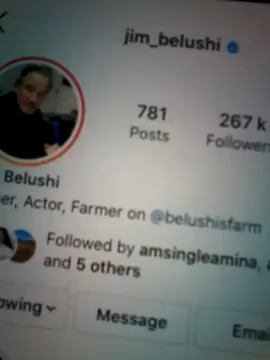 jim_belushi
781 267 k
Posts Follower
Belushi
er, Actor, Farmer on @belushisfarm
Followed by amsingleamina,
and 5 others
owing Message Ema